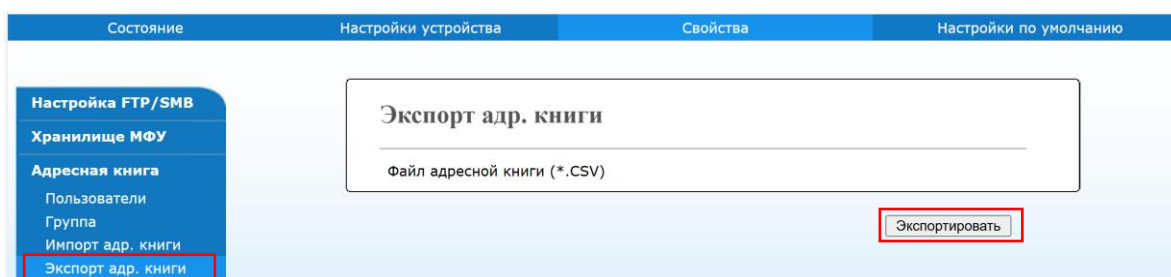 Состояние
Настройки устройства
Свойства
Настройки по умолчанию
Настройка FTP/SMB
Хранилище МФУ
Адресная книга
Пользователи
Группа
Импорт адр. книги
Экспорт адр. книги
Экспорт адр. книги
Файл адресной книги (*.CSV)
Экспортировать